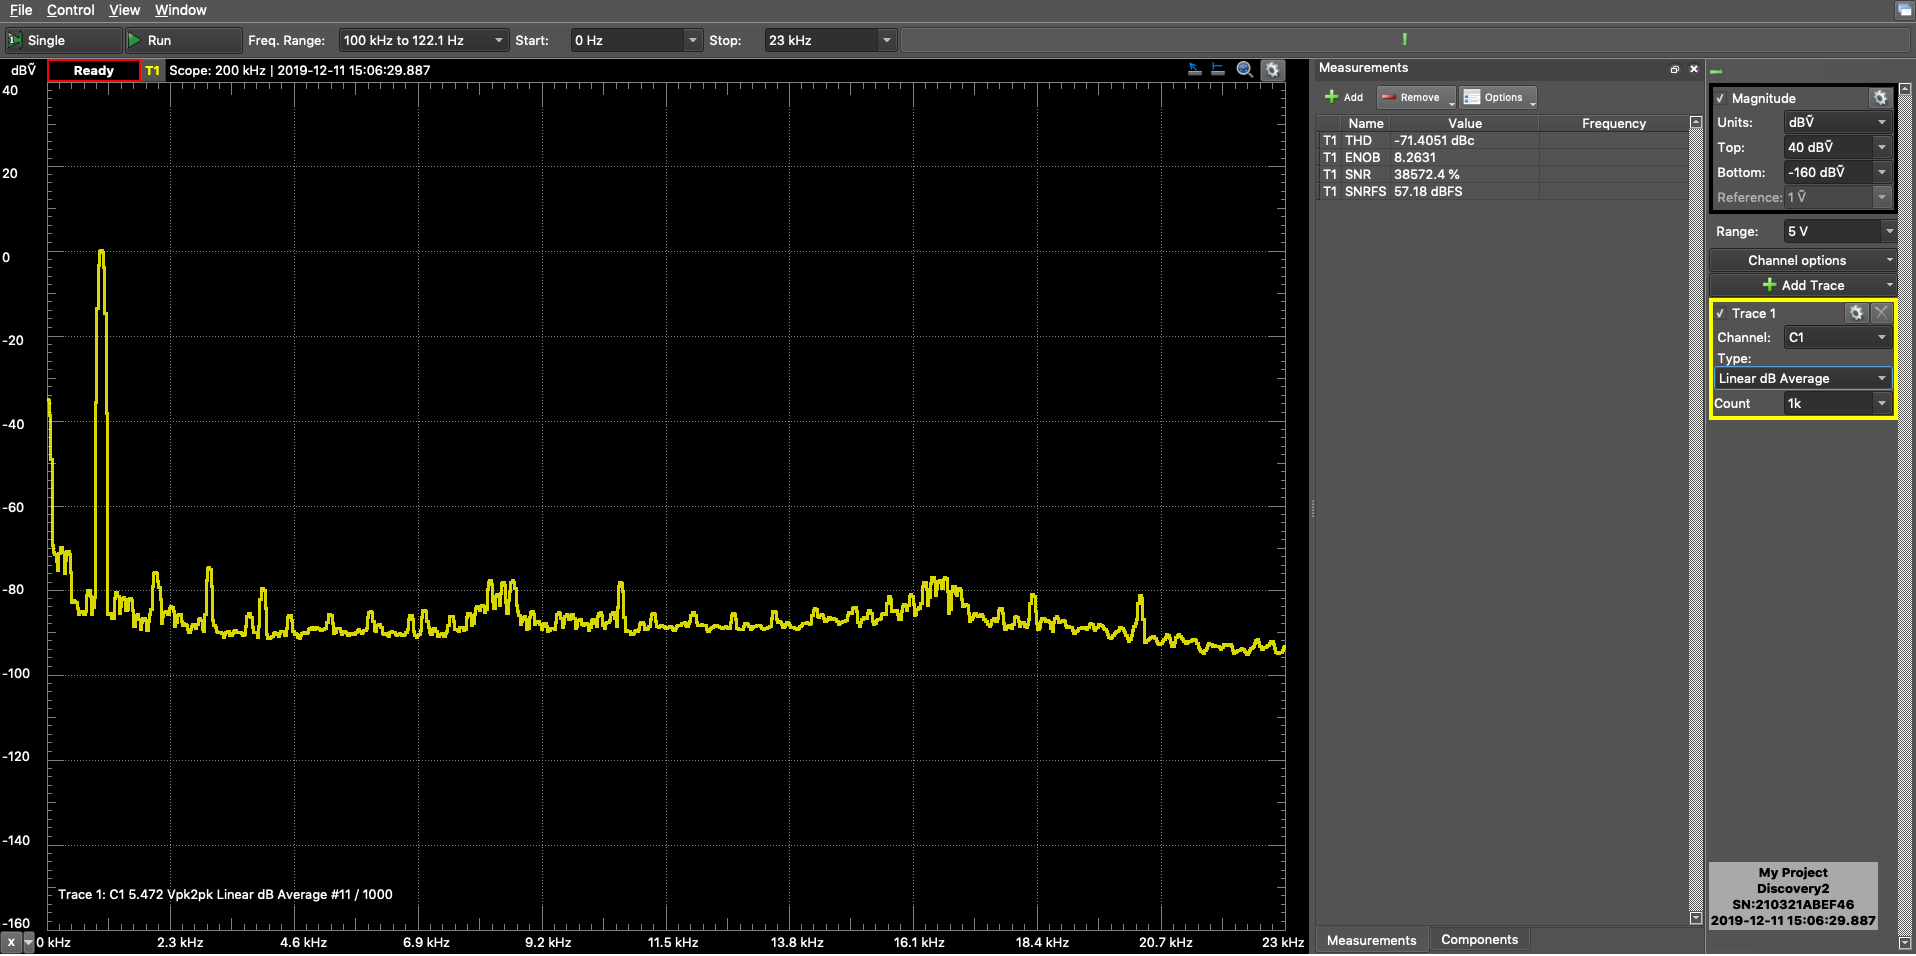 File Control View Window
Single Run Freq. Range: 100 kHz to 122.1 Hz Start: 0 Hz Stop: 23 kHz
dBṼ Ready T1 Scope: 200 kHz | 2019-12-11 15:06:29.887
40
20
0
-20
-40
-60
-80
-100
-120
-140
-160
Trace 1: C1 5.472 Vpk2pk Linear dB Average #11 / 1000
X 0 kHz 2.3 kHz 4.6 kHz 6.9 kHz 9.2 kHz 11.5 kHz 13.8 kHz 16.1 kHz 18.4 kHz 20.7 kHz 23 kHz
Measurements
Add Remove Options
Name Value Frequency
T1 THD -71.4051 dBc
T1 ENOB 8.2631
T1 SNR 38572.4 %
T1 SNRFS 57.18 dBFS
Measurements Components
Magnitude
Units: dBṼ
Top: 40 dBṼ
Bottom: -160 dBṼ
Reference: 1 Ṽ
Range: 5 V
Channel options
Add Trace
Trace 1
Channel: C1
Type:
Linear dB Average
Count 1k
My Project
Discovery2
SN:210321ABEF46
2019-12-11 15:06:29.887